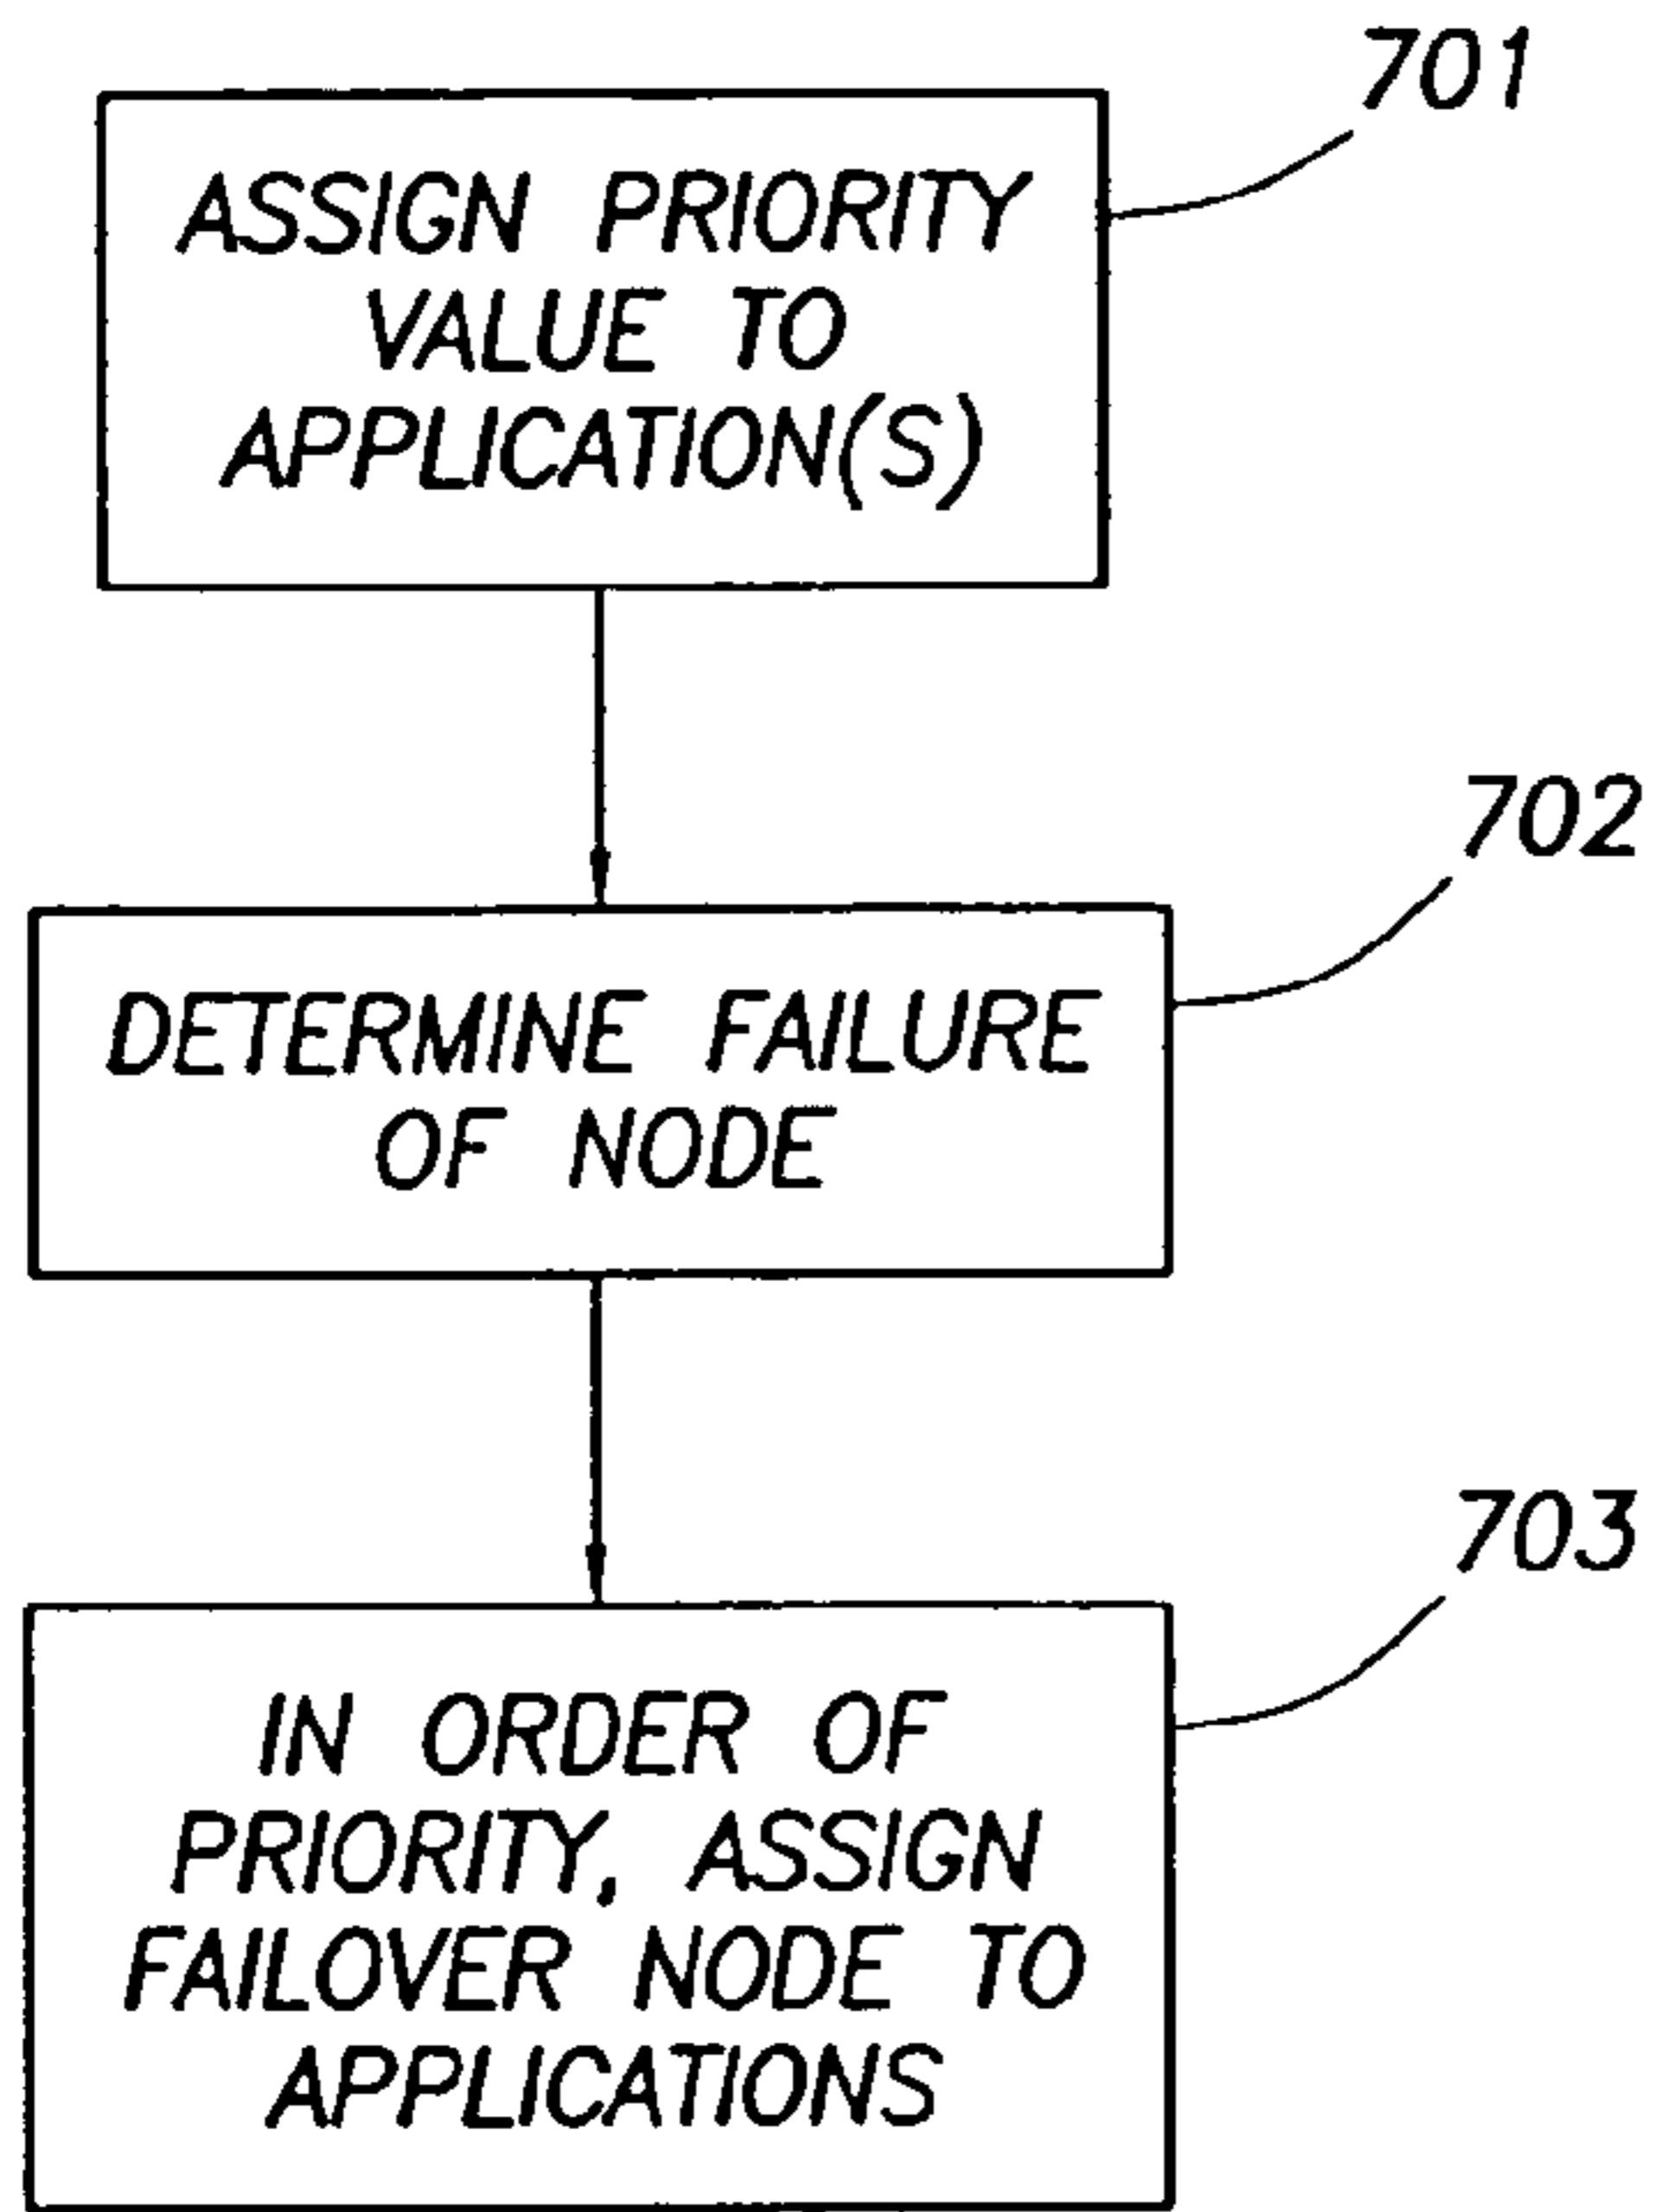 701
ASSIGN PRIORITY
VALUE TO
APPLICATION(S)
702
DETERMINE FAILURE
OF NODE
703
IN ORDER OF
PRIORITY, ASSIGN
FAILOVER NODE TO
APPLICATIONS